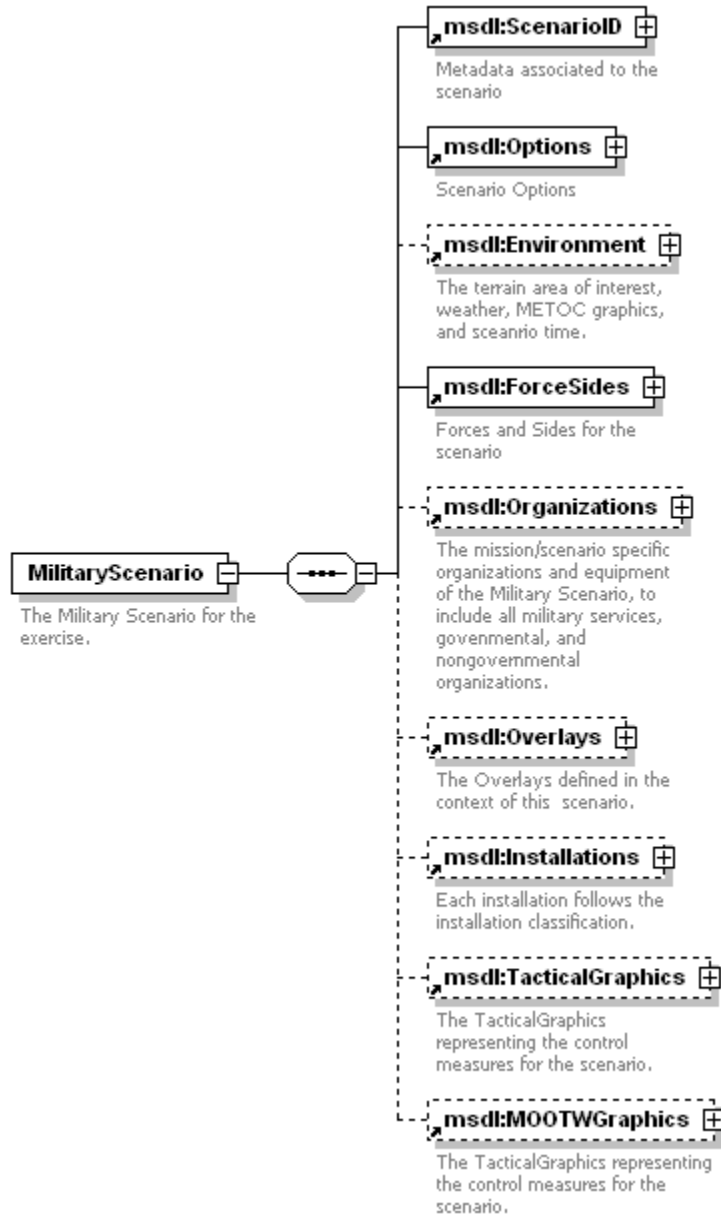 msdl:ScenarioID
Metadata associated to the
scenario
msdl:Options
Scenario Options
msdl:Environment
The terrain area of interest,
weather, METOC graphics,
and sceanrio time.
msdl:ForceSides
Forces and Sides for the
scenario
msdl:Organizations
The mission/scenario specific
organizations and equipment
of the Military Scenario, to
include all military services,
govenmental, and
nongovernmental
organizations.
MilitaryScenario
The Military Scenario for the
exercise.
msdl:Overlays
The Overlays defined in the
context of this  scenario.
msdl:Installations
Each installation follows the
installation classification.
msdl:TacticalGraphics
The TacticalGraphics
representing the control
measures for the scenario.
msdl:MOOTWGraphics
The TacticalGraphics representing
the control measures for the
scenario.